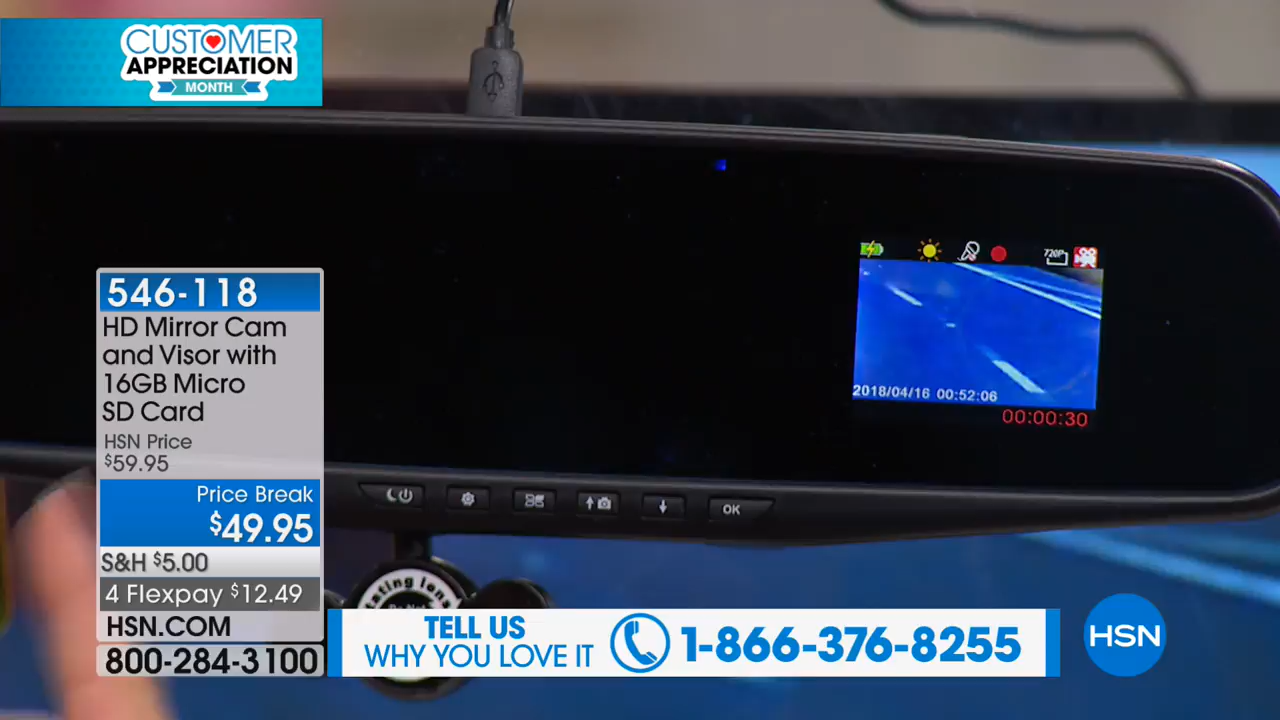 CUSTOMER
APPRECIATION
MONTH
720P
2018/04/16 00:52:06
00:00:30
OK
546-118
HD Mirror Cam
and Visor with
16GB Micro
SD Card
HSN Price
$59.95
Price Break
$49.95
S&H $5.00
4 Flexpay $12.49
HSN.COM
800-284-3100
TELL US
WHY YOU LOVE IT
1-866-376-8255
HSN